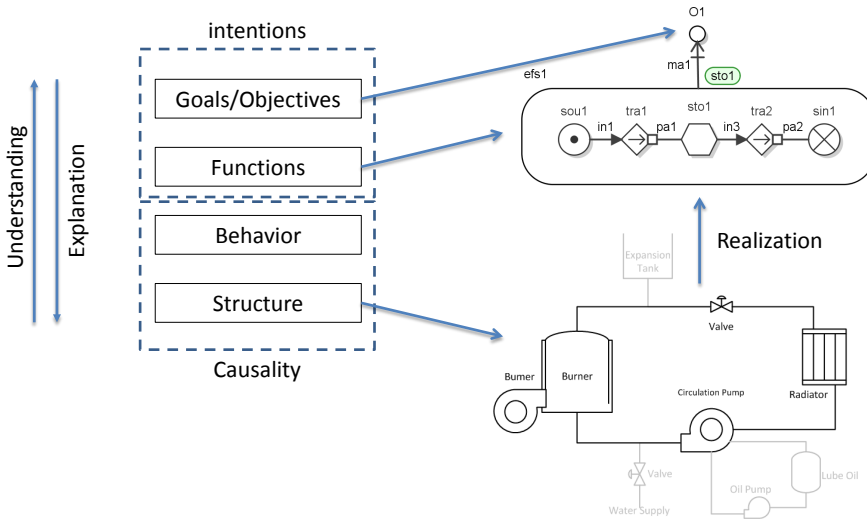 intentions
Goals/Objectives
Functions
Behavior
Structure
Causality
Understanding
Explanation
O1
ma1
sto1
efs1
sou1
in1
tra1
pa1
sto1
in3
tra2
pa2
sin1
Realization
Expansion
Tank
Valve
Burner
Burner
Circulation Pump
Radiator
Valve
Water Supply
Oil Pump
Lube Oil